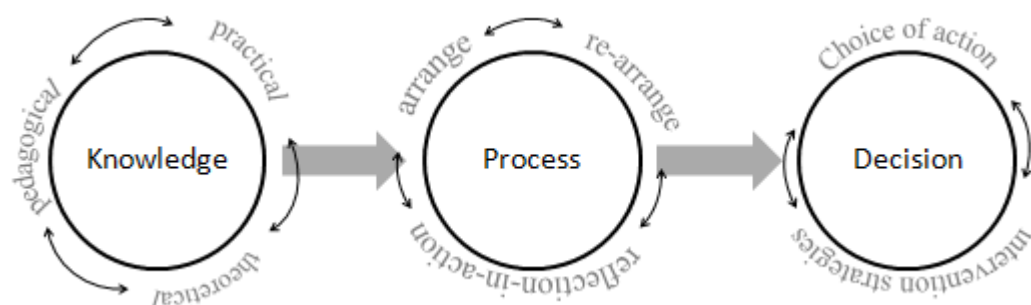 pedagogical
practical
theoretical
Knowledge
arrange
re-arrange
reflection-in-action
Process
Choice of action
intervention strategies
Decision